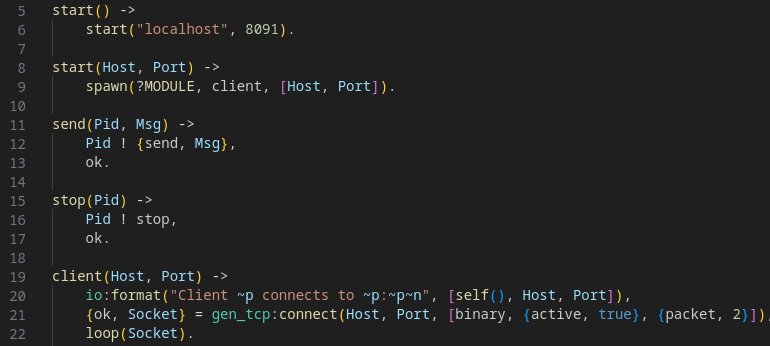 5 start() ->
6     start("localhost", 8091).
7
8 start(Host, Port) ->
9     spawn(?MODULE, client, [Host, Port]).
10
11 send(Pid, Msg) ->
12     Pid ! {send, Msg},
13     ok.
14
15 stop(Pid) ->
16     Pid ! stop,
17     ok.
18
19 client(Host, Port) ->
20     io:format("Client ~p connects to ~p:~p~n", [self(), Host, Port]),
21     {ok, Socket} = gen_tcp:connect(Host, Port, [binary, {active, true}, {packet, 2}]),
22     loop(Socket).